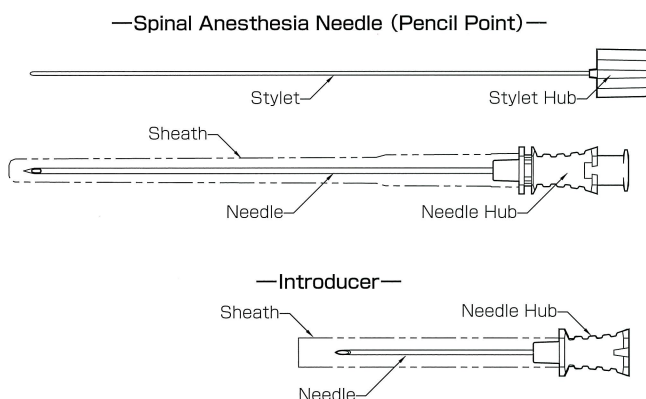 —Spinal Anesthesia Needle (Pencil Point)—
Stylet
Stylet Hub
Sheath
Needle
Needle Hub
—Introducer—
Sheath
Needle Hub
Needle